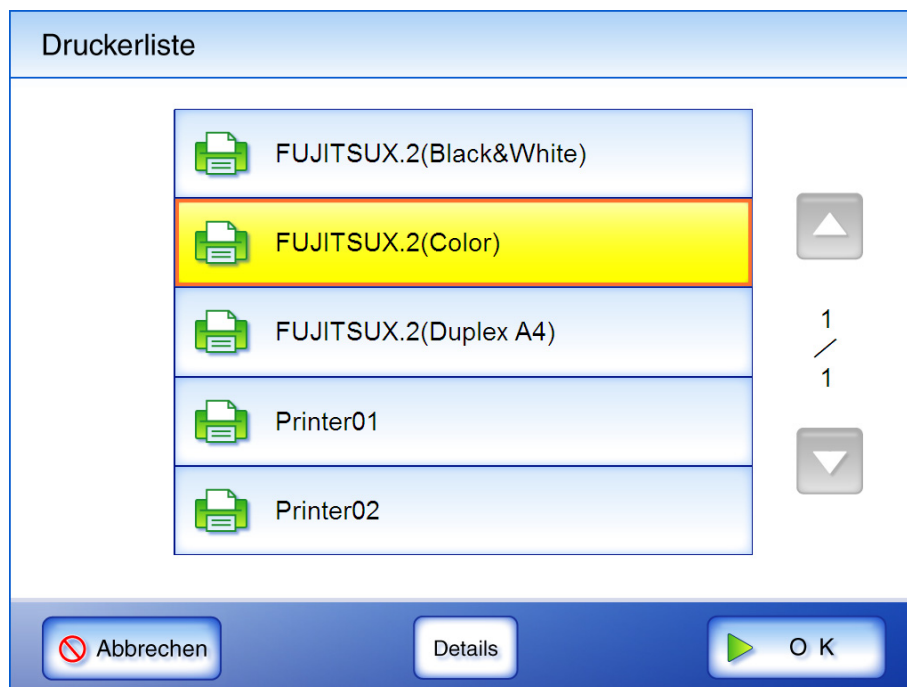 Druckerliste
FUJITSUX.2(Black&White)
FUJITSUX.2(Color)
FUJITSUX.2(Duplex A4)
Printer01
Printer02
1
/
1
Abbrechen
Details
O K